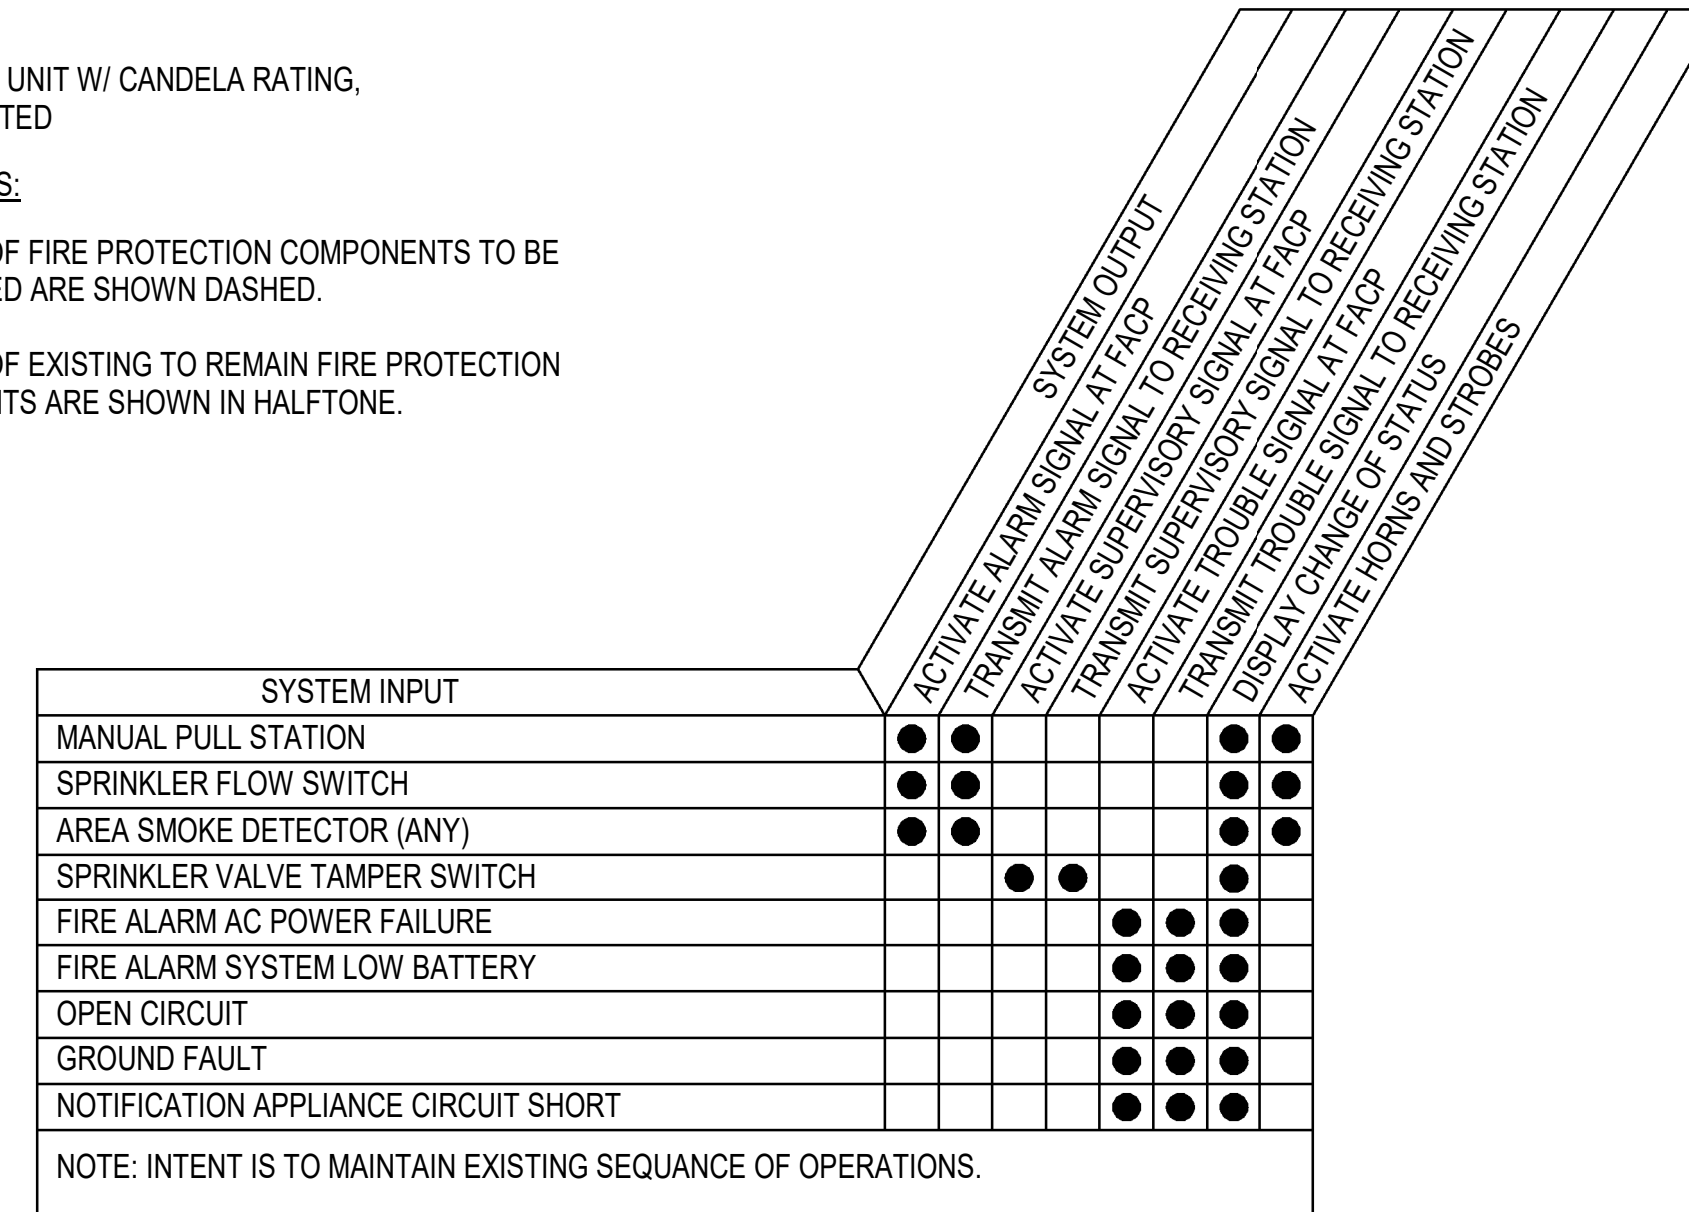 UNIT W/ CANDELA RATING,
TED
S:
OF FIRE PROTECTION COMPONENTS TO BE
ED ARE SHOWN DASHED.
OF EXISTING TO REMAIN FIRE PROTECTION
NTS ARE SHOWN IN HALFTONE.
SYSTEM OUTPUT
ACTIVATE ALARM SIGNAL AT FACP
TRANSMIT ALARM SIGNAL TO RECEIVING STATION
ACTIVATE SUPERVISORY SIGNAL AT FACP
TRANSMIT SUPERVISORY SIGNAL TO RECEIVING STATION
ACTIVATE TROUBLE SIGNAL AT FACP
TRANSMIT TROUBLE SIGNAL TO RECEIVING STATION
DISPLAY CHANGE OF STATUS
ACTIVATE HORNS AND STROBES
SYSTEM INPUT
MANUAL PULL STATION
SPRINKLER FLOW SWITCH
AREA SMOKE DETECTOR (ANY)
SPRINKLER VALVE TAMPER SWITCH
FIRE ALARM AC POWER FAILURE
FIRE ALARM SYSTEM LOW BATTERY
OPEN CIRCUIT
GROUND FAULT
NOTIFICATION APPLIANCE CIRCUIT SHORT
NOTE: INTENT IS TO MAINTAIN EXISTING SEQUANCE OF OPERATIONS.